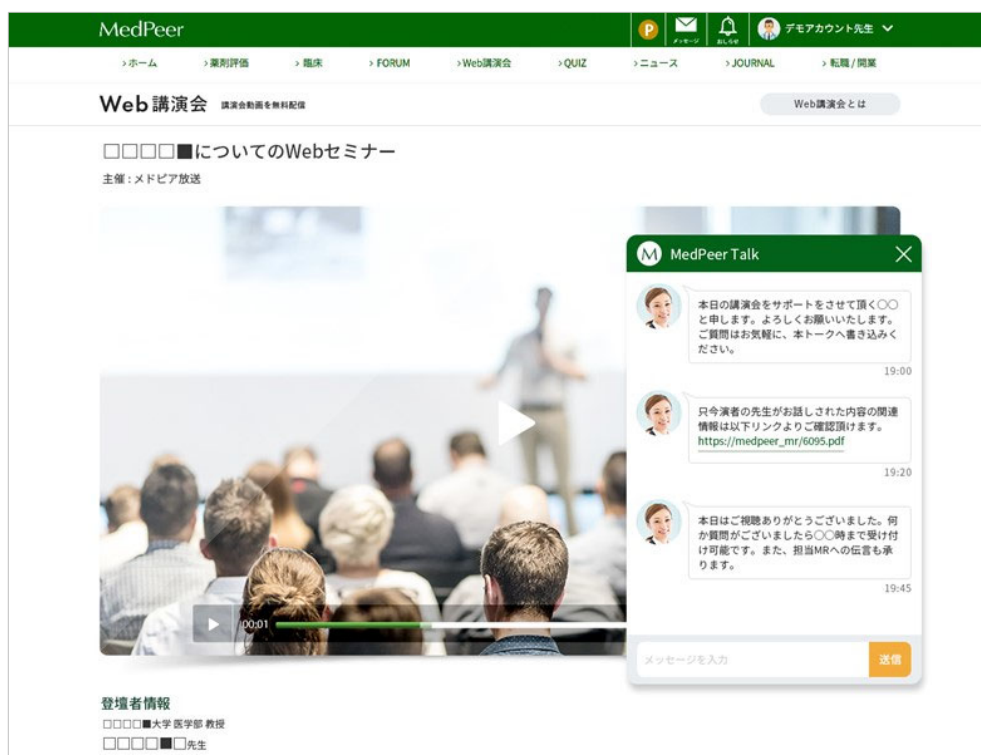 MedPeer
P
メッセージ
おしらせ
デモアカウント先生
›ホーム
›薬剤評価
›臨床
›FORUM
›Web講演会
›QUIZ
›ニュース
›JOURNAL
›転職/開業
Web講演会 講演会動画を無料配信
Web講演会とは
□□□□■についてのWebセミナー
主催:メドピア放送
M MedPeer Talk
本日の講演会をサポートをさせて頂く○○
と申します。よろしくお願いいたします。
ご質問はお気軽に、本トークへ書き込みく
ださい。
19:00
只今演者の先生がお話しされた内容の関連
情報は以下リンクよりご確認頂けます。
https://medpeer_mr/6095.pdf
19:20
本日はご視聴ありがとうございました。何
か質問がございましたら○○時まで受け付
け可能です。また、担当MRへの伝言も承
ります。
19:45
00:01
メッセージを入力
送信
登壇者情報
□□□□■大学 医学部 教授
□□□□■□先生